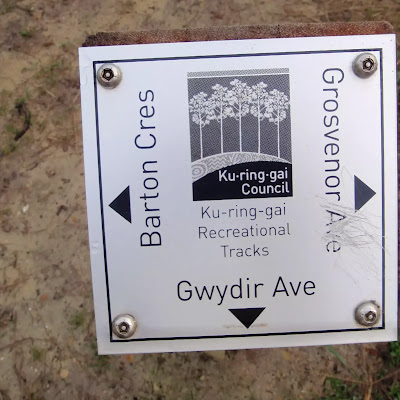 Barton Cres
Grosvenor Ave
Ku-ring-gai
Council
Ku-ring-gai
Recreational
Tracks
Gwydir Ave